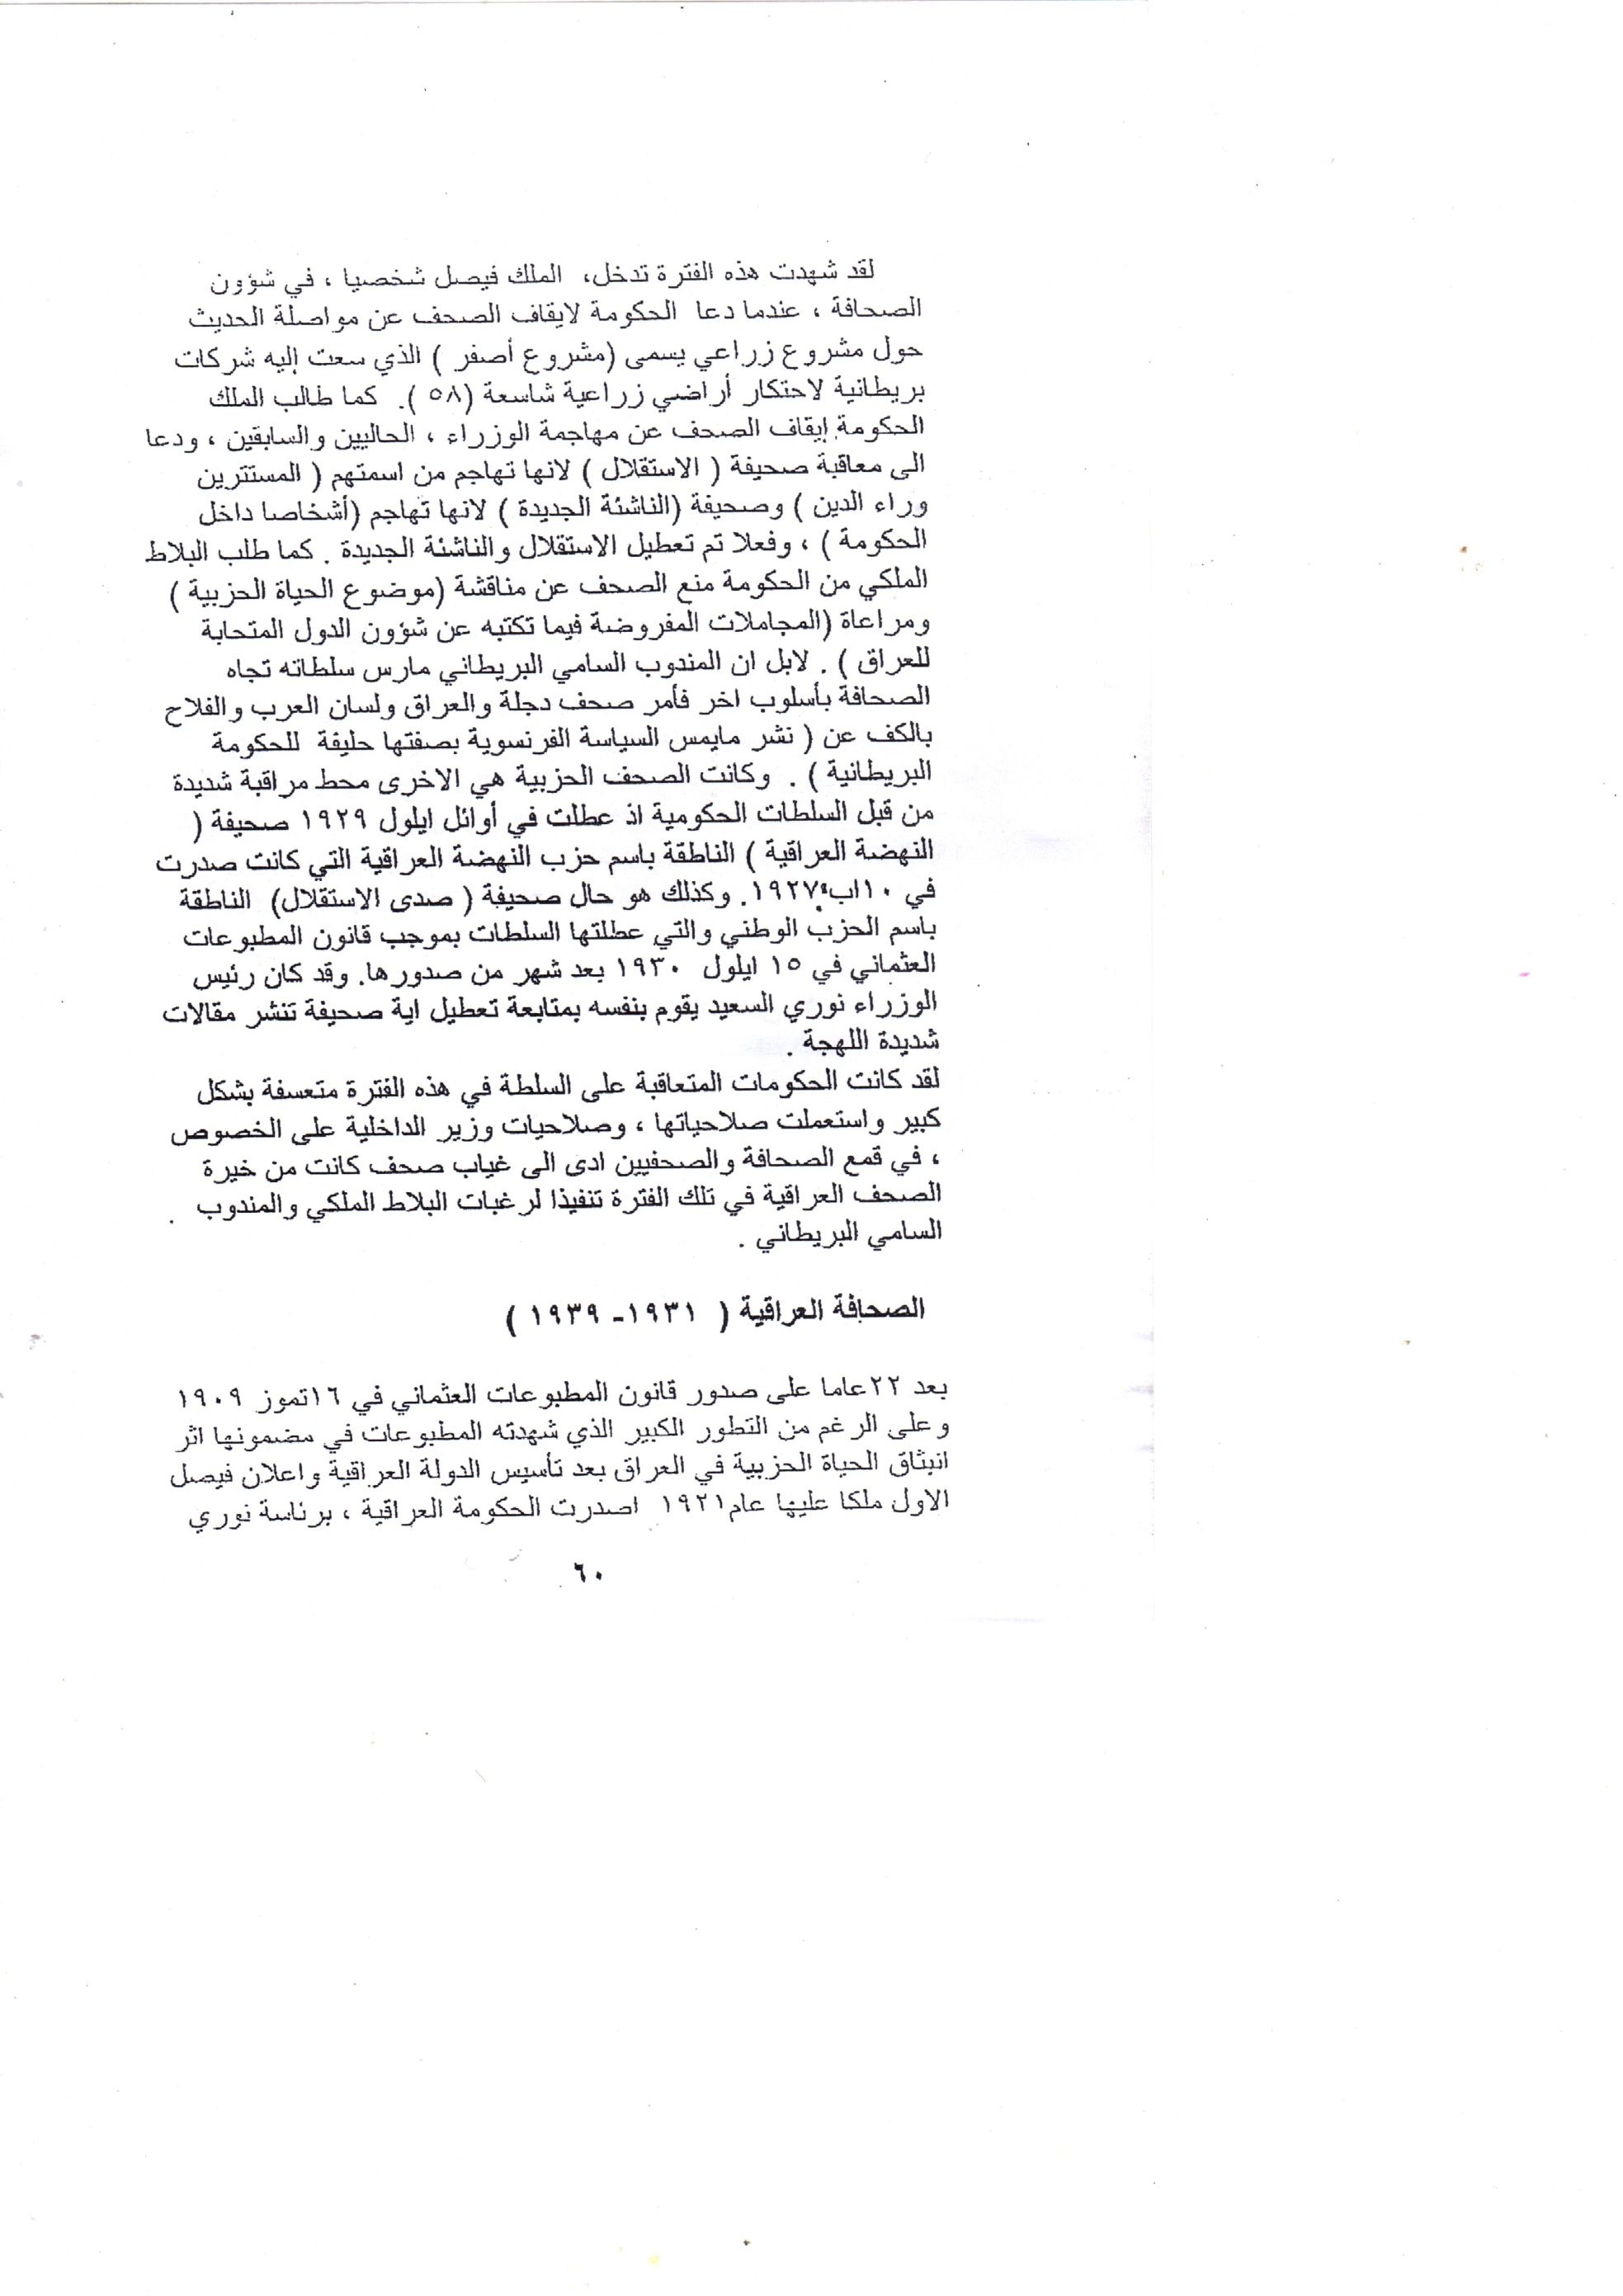 لقد شهدت هذه الفترة تدخل، الملك فيصل شخصيا ، في شؤون
الصحافة ، عندما دعا الحكومة لايقاف الصحف عن مواصلة الحديث
حول مشروع زراعي يسمى (مشروع أصفر ) الذي سعت إليه شركات
بريطانية لاحتكار أراضي زراعية شاسعة (٥٨ ). كما طالب الملك
الحكومة إيقاف الصحف عن مهاجمة الوزراء ، الحاليين والسابقين ، ودعا
الى معاقبة صحيفة ( الاستقلال ) لانها تهاجم من اسمتهم ( المستترين
وراء الدين ) وصحيفة (الناشئة الجديدة ) لانها تهاجم (أشخاصا داخل
الحكومة ) ، وفعلا تم تعطيل الاستقلال والناشئة الجديدة . كما طلب البلاط
الملكي من الحكومة منع الصحف عن مناقشة (موضوع الحياة الحزبية )
ومراعاة (المجاملات المفروضة فيما تكتبه عن شؤون الدول المتحابة
للعراق ) . لابل ان المندوب السامي البريطاني مارس سلطاته تجاه
الصحافة بأسلوب اخر فأمر صحف دجلة والعراق ولسان العرب والفلاح
بالكف عن ( نشر مايمس السياسة الفرنسوية بصفتها حليفة للحكومة
البريطانية ) . وكانت الصحف الحزبية هي الاخرى محط مراقبة شديدة
من قبل السلطات الحكومية اذ عطلت في أوائل ايلول ١٩٢٩ صحيفة (
النهضة العراقية ) الناطقة باسم حزب النهضة العراقية التي كانت صدرت
في ١٠اب ١٩٢٧. وكذلك هو حال صحيفة ( صدى الاستقلال) الناطقة
باسم الحزب الوطني والتي عطلتها السلطات بموجب قانون المطبوعات
العثماني في ١٥ ايلول ١٩٣٠ بعد شهر من صدورها. وقد كان رئيس
الوزراء نوري السعيد يقوم بنفسه بمتابعة تعطيل اية صحيفة تنشر مقالات
شديدة اللهجة .
لقد كانت الحكومات المتعاقبة على السلطة في هذه الفترة متعسفة بشكل
كبير واستعملت صلاحياتها ، وصلاحيات وزير الداخلية على الخصوص
، في قمع الصحافة والصحفيين ادى الى غياب صحف كانت من خيرة
الصحف العراقية في تلك الفترة تنفيذا لرغبات البلاط الملكي والمندوب
السامي البريطاني .
الصحافة العراقية ( ١٩٣١- ١٩٣٩ )
بعد ٢٢عاما على صدور قانون المطبوعات العثماني في ١٦تموز ١٩٠٩
وعلى الرغم من التطور الكبير الذي شهدته المطبوعات في مضمونها اثر
انبثاق الحياة الحزبية في العراق بعد تأسيس الدولة العراقية واعلان فيصل
الاول ملكا عليها عام١٩٢١ اصدرت الحكومة العراقية ، برئاسة نوري
٦٠